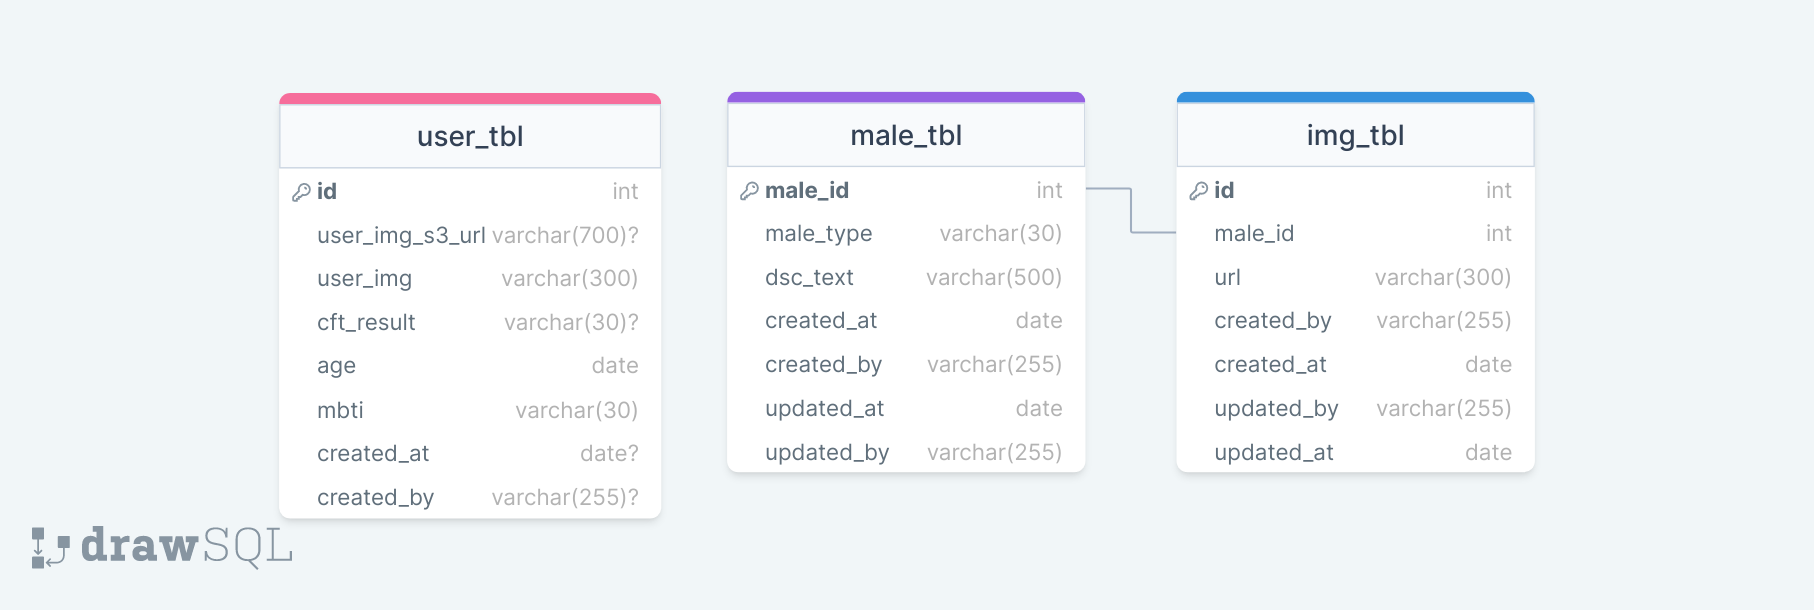 user_tbl
id int
user_img_s3_url varchar(700)?
user_img varchar(300)
cft_result varchar(30)?
age date
mbti varchar(30)
created_at date?
created_by varchar(255)?
male_tbl
male_id int
male_type varchar(30)
dsc_text varchar(500)
created_at date
created_by varchar(255)
updated_at date
updated_by varchar(255)
img_tbl
id int
male_id int
url varchar(300)
created_by varchar(255)
created_at date
updated_by varchar(255)
updated_at date
drawSQL